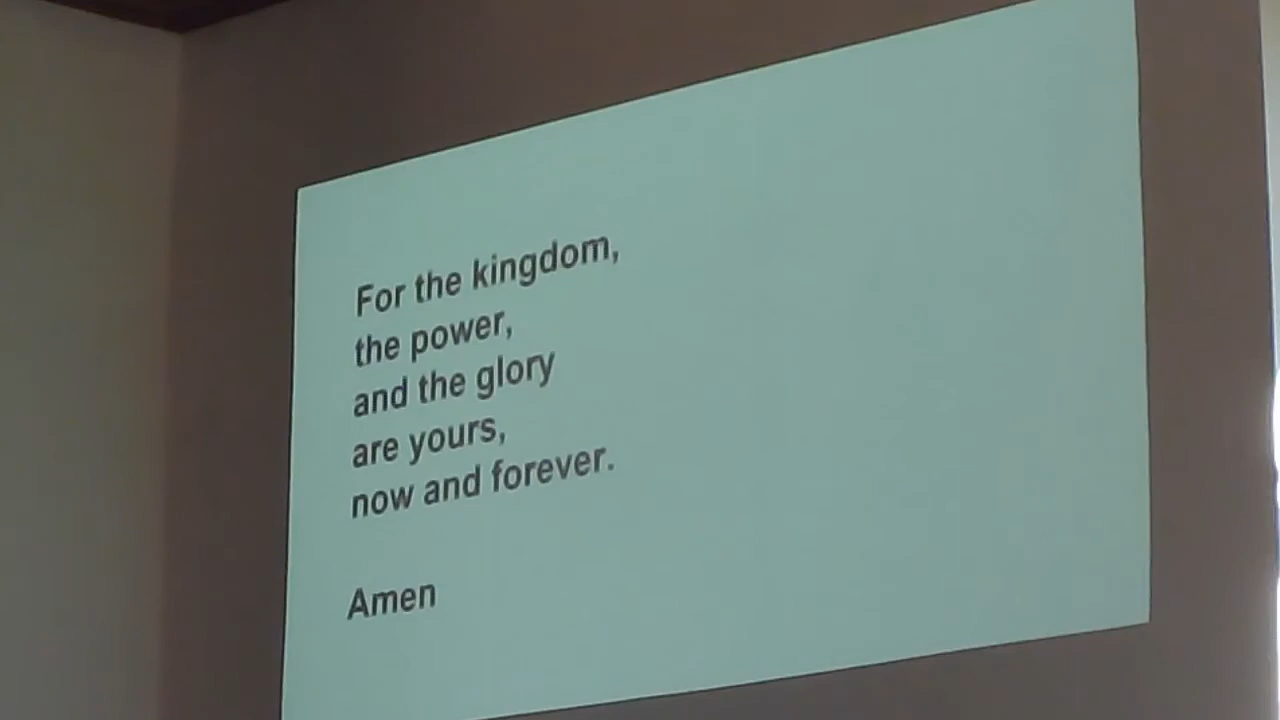 For the kingdom,
the power,
and the glory
are yours,
now and forever.
Amen